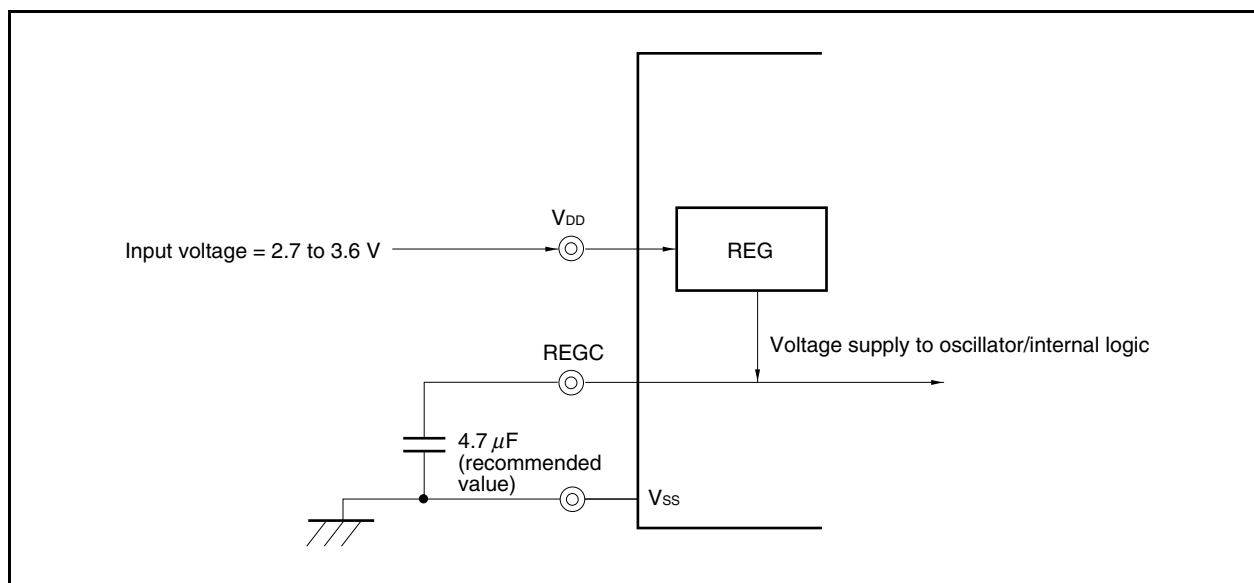 VDD
Input voltage = 2.7 to 3.6 V
REG
Voltage supply to oscillator/internal logic
REGC
4.7 μF
(recommended
value)
VSS